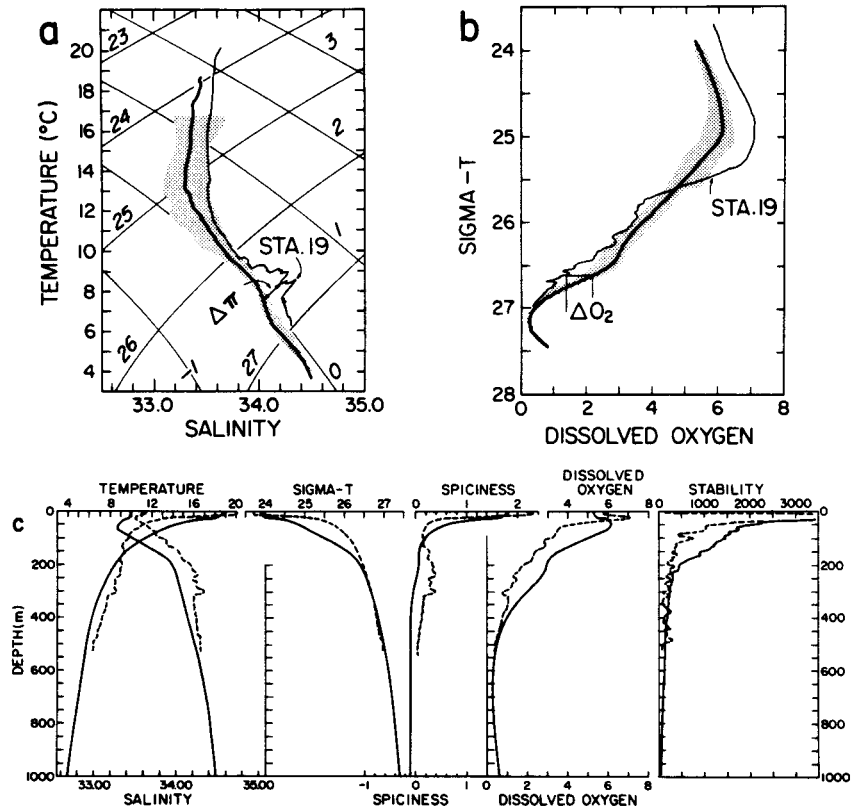 a
TEMPERATURE (°C)
20
18
16
14
12
10
8
6
4
23
24
25
26
27
3
2
1
0
-1
STA. 19
Δπ
33.0 34.0 35.0
SALINITY
b
SIGMA-T
24
25
26
27
28
STA. 19
ΔO2
0 2 4 6 8
DISSOLVED OXYGEN
c
TEMPERATURE SIGMA-T SPICINESS DISSOLVED OXYGEN STABILITY
4 8 12 16 20 24 25 26 27 0 1 2 4 6 8 0 1000 2000 3000
DEPTH(m)
0 0
200 200
400 400
600 600
800 800
1000 1000
33.00 34.00 35.00 -1 0 1 0 2 4 6 8
SALINITY SPICINESS DISSOLVED OXYGEN